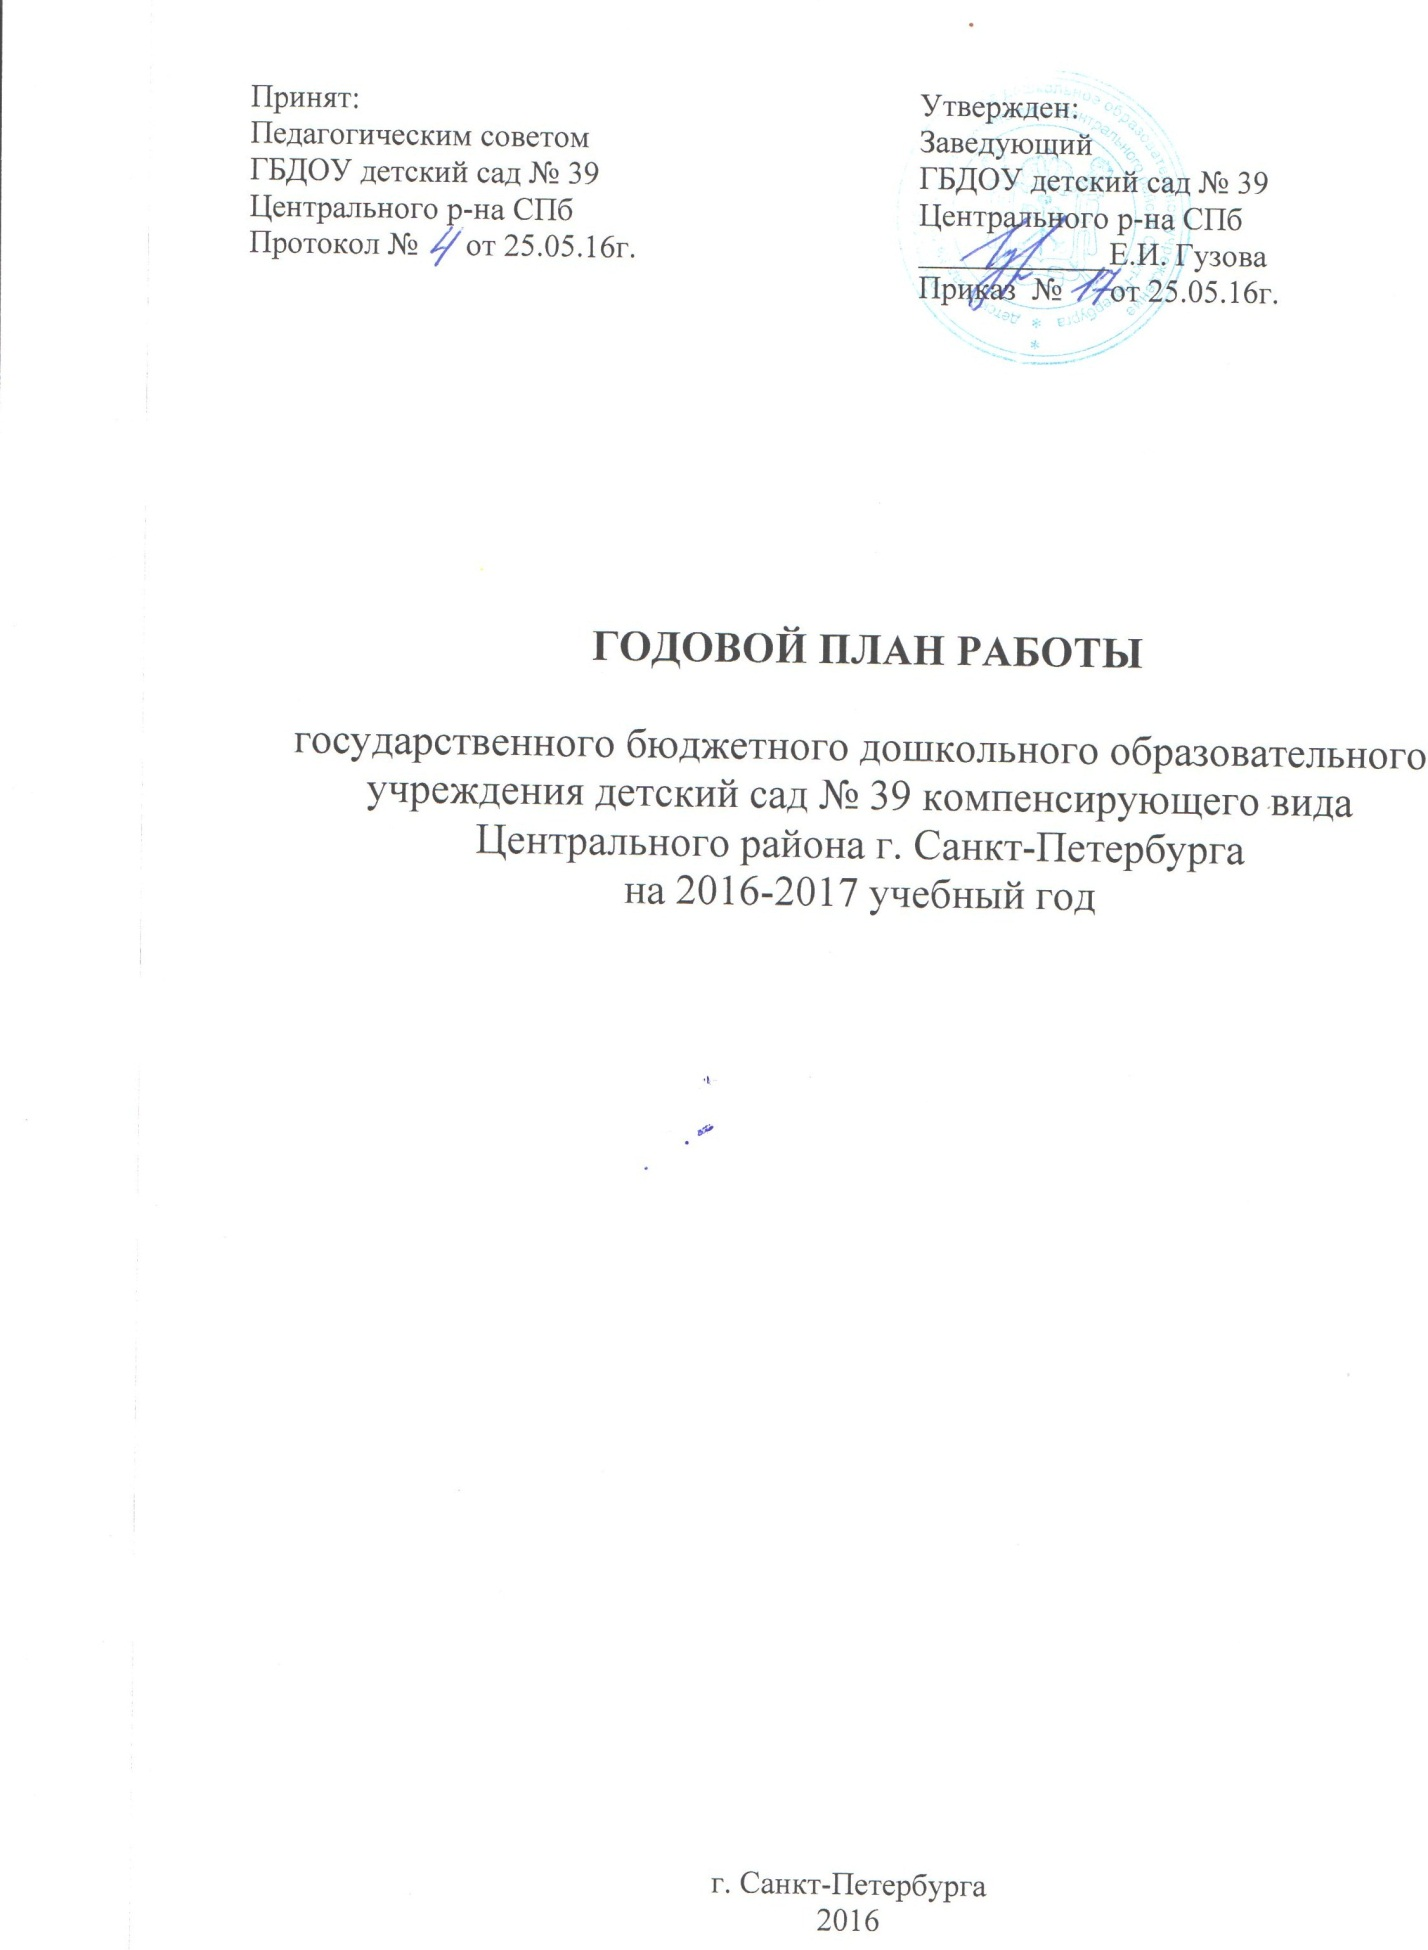 Принят:
Педагогическим советом
ГБДОУ детский сад № 39
Центрального р-на СПб
Протокол № 4 от 25.05.16г.
Утвержден:
Заведующий
ГБДОУ детский сад № 39
Центрального р-на СПб
____________Е.И. Гузова
Приказ № 17 от 25.05.16г.
ГОДОВОЙ ПЛАН РАБОТЫ
государственного бюджетного дошкольного образовательного
учреждения детский сад № 39 компенсирующего вида
Центрального района г. Санкт-Петербурга
на 2016-2017 учебный год
г. Санкт-Петербурга
2016